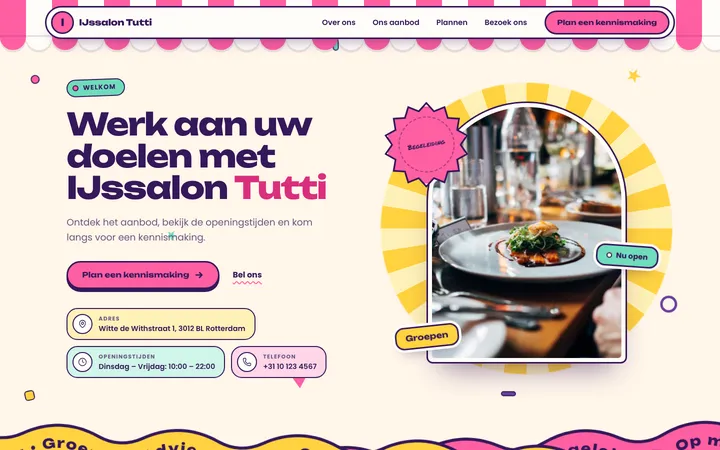 I IJssalon Tutti Over ons Ons aanbod Plannen Bezoek ons Plan een kennismaking
WELKOM
Werk aan uw
doelen met
IJssalon Tutti
Ontdek het aanbod, bekijk de openingstijden en kom
langs voor een kennismaking.
Plan een kennismaking → Bel ons
ADRES
Witte de Withstraat 1, 3012 BL Rotterdam
OPENINGSTIJDEN
Dinsdag – Vrijdag: 10:00 – 22:00
TELEFOON
+31 10 123 4567
BEGELEIDING
Nu open
Groepen